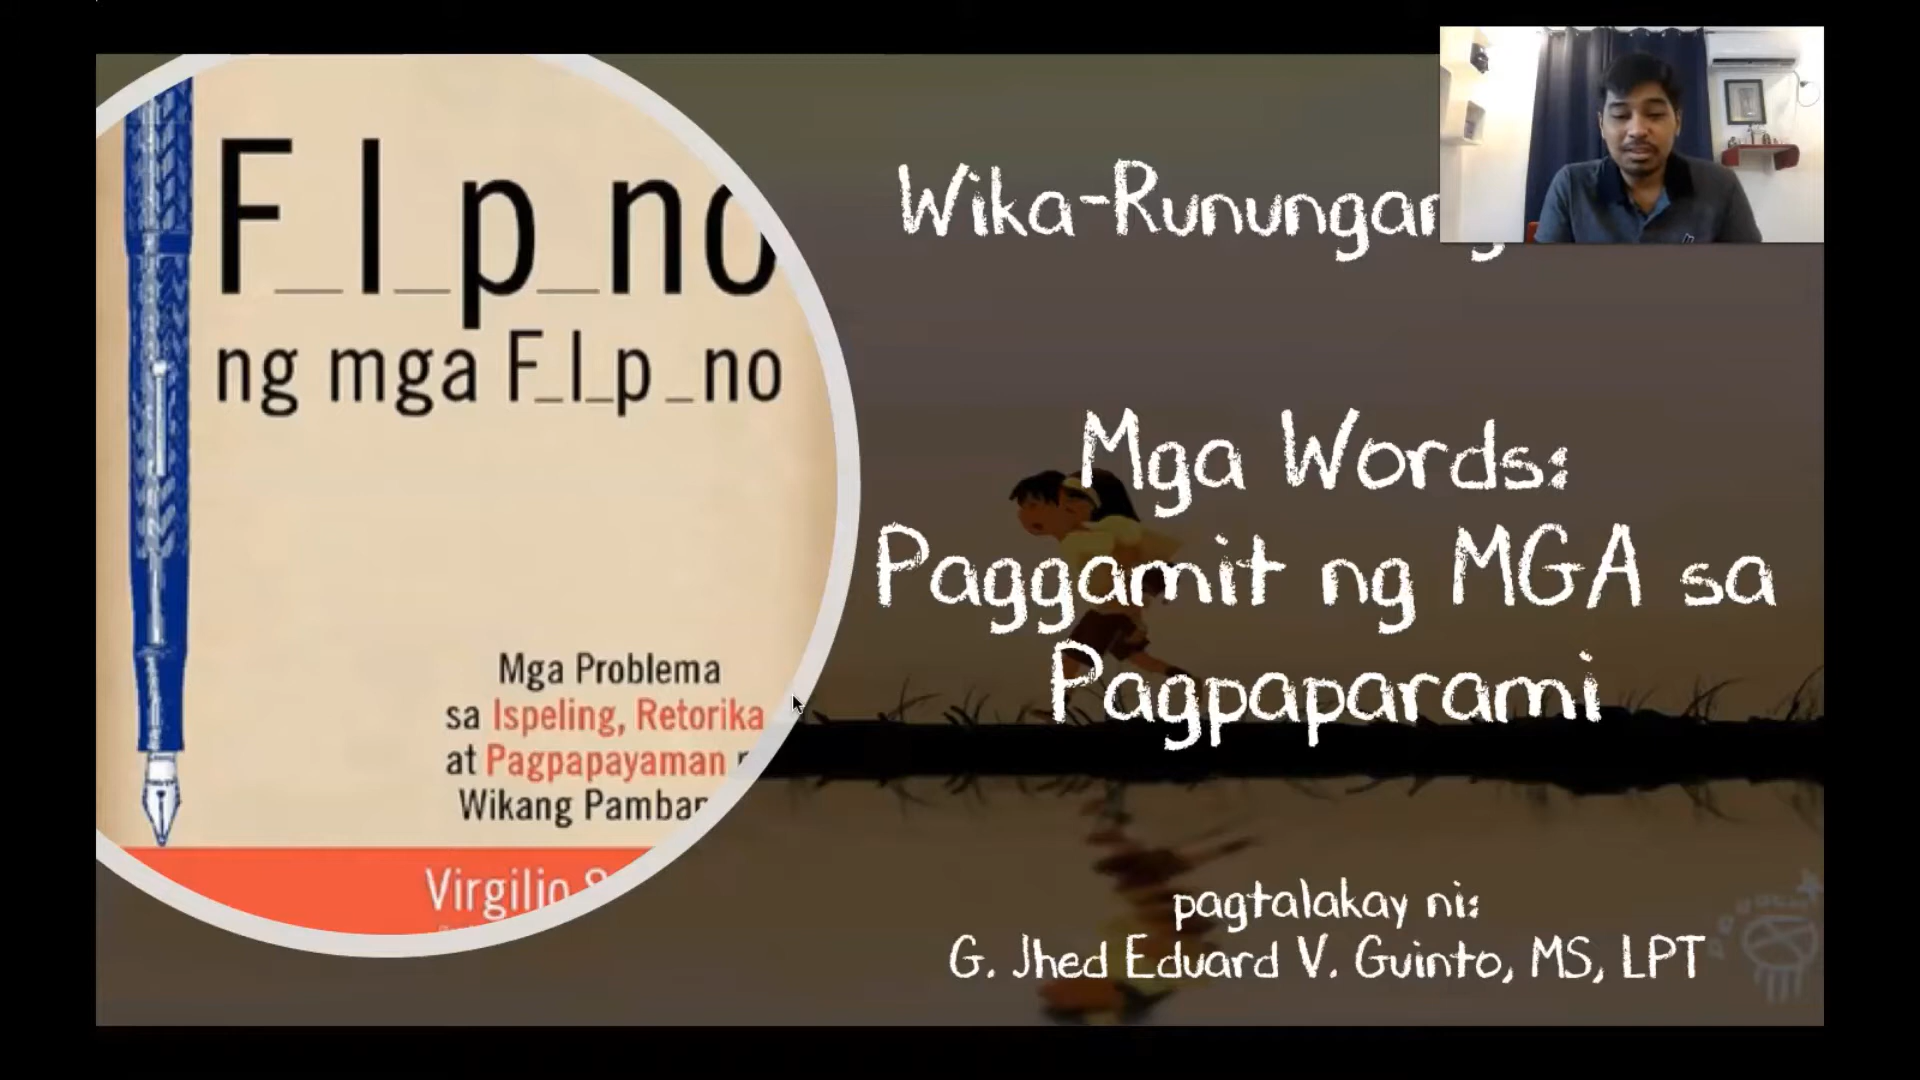 F_l_p_no
ng mga F_l_p_no
Mga Problema
sa Ispeling, Retorika
at Pagpapayaman
Wikang
Virgilio
Wika-Runungan
Mga Words:
Paggamit ng MGA sa
Pagpaparami
pagtalakay ni:
G. Jhed Eduard V. Guinto, MS, LPT